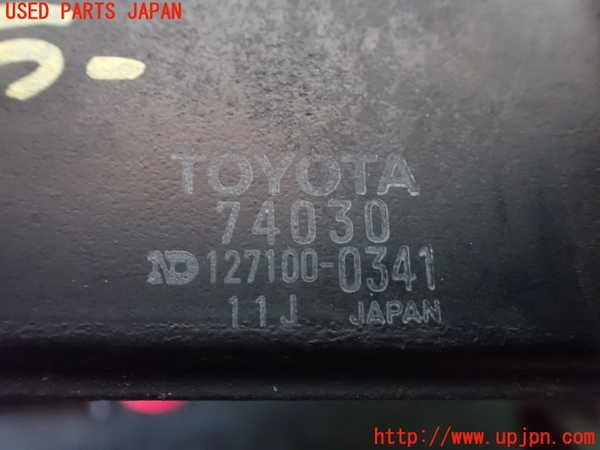 USED PARTS JAPAN
TOYOTA
74030
ND 127100-0341
11J JAPAN
http://www.upjpn.com/